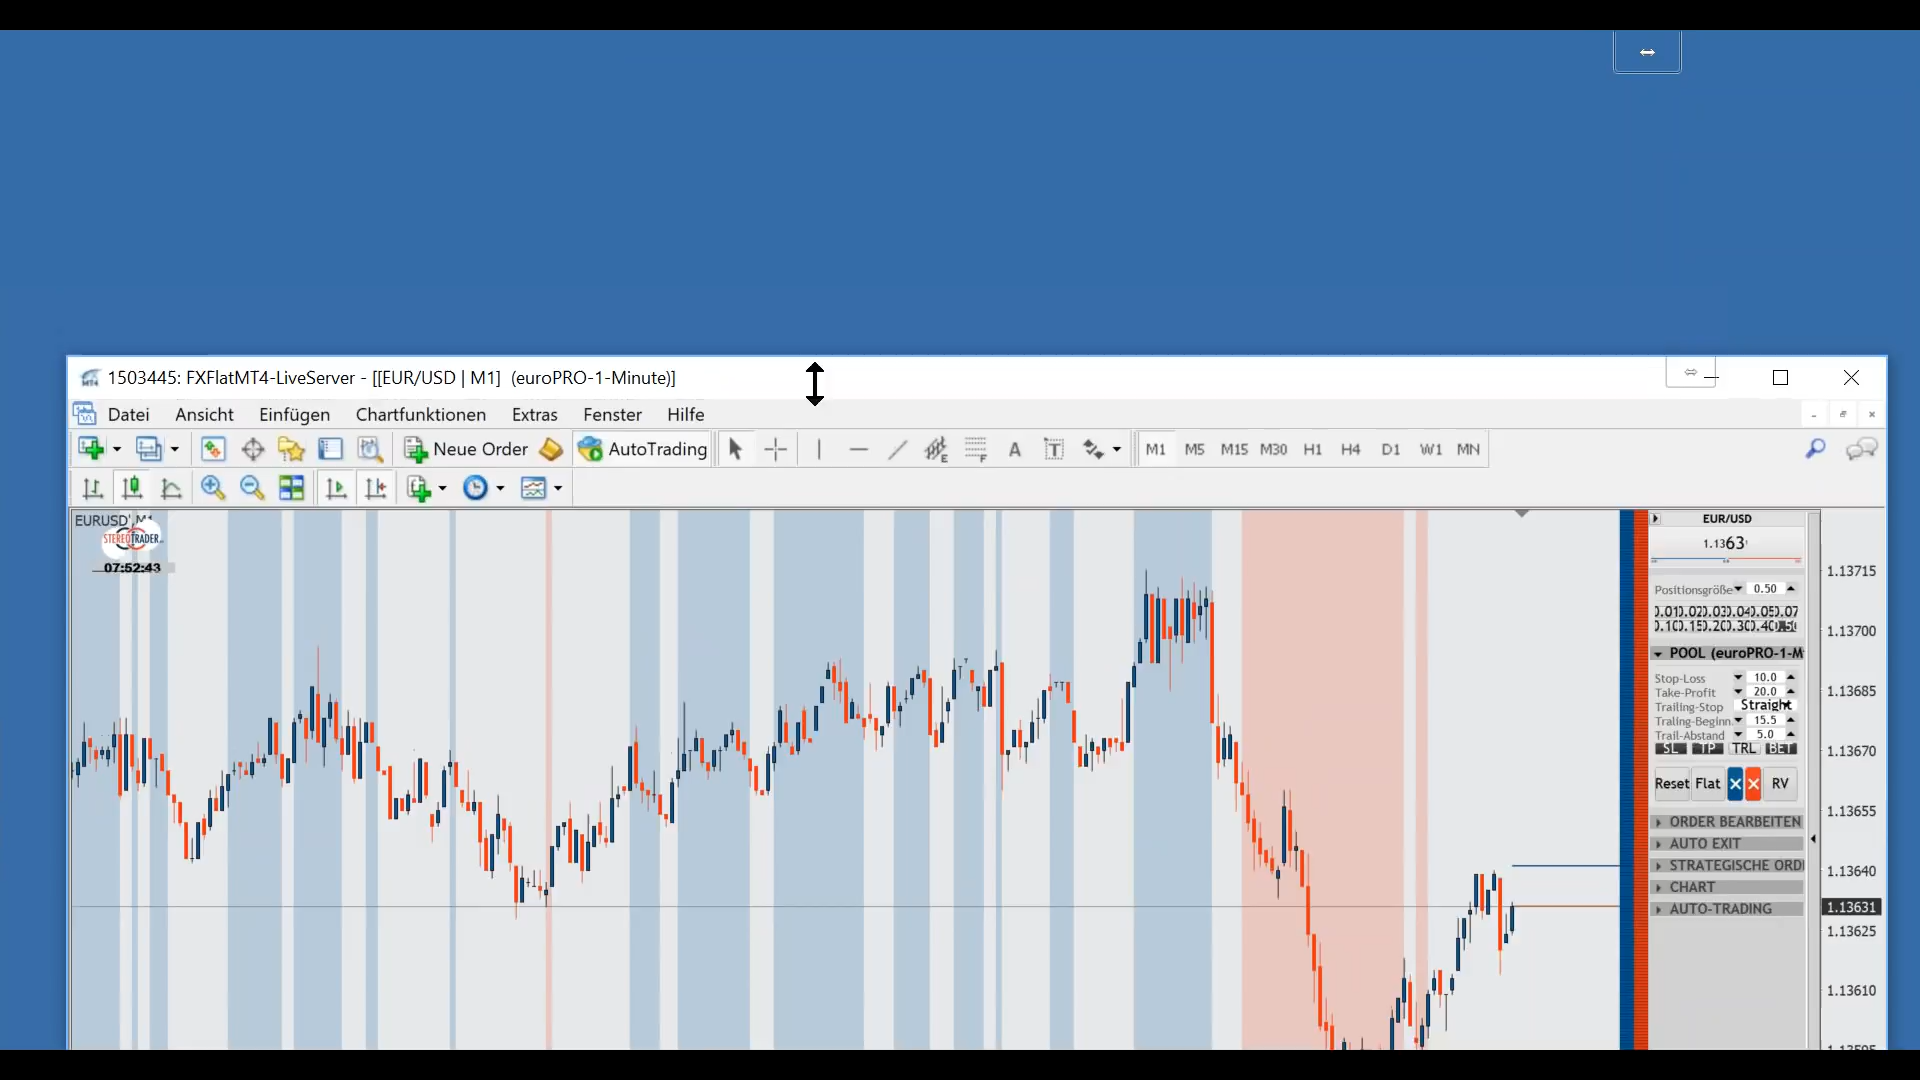 1503445: FXFlatMT4-LiveServer - [[EUR/USD | M1] (euroPRO-1-Minute)]
Datei Ansicht Einfügen Chartfunktionen Extras Fenster Hilfe
Neue Order AutoTrading M1 M5 M15 M30 H1 H4 D1 W1 MN
EURUSD',M1
STEREOTRADER
07:52:43
EUR/USD
1.1363
Positionsgröße 0.50
POOL (euroPRO-1-M
Stop-Loss 10.0
Take-Profit 20.0
Trailing-Stop Straight
Traling-Beginn. 15.5
Trail-Abstand 5.0
SL TP TRL BET
Reset Flat RV
ORDER BEARBEITEN
AUTO EXIT
STRATEGISCHE ORD
CHART
AUTO-TRADING
1.13715
1.13700
1.13685
1.13670
1.13655
1.13640
1.13631
1.13625
1.13610